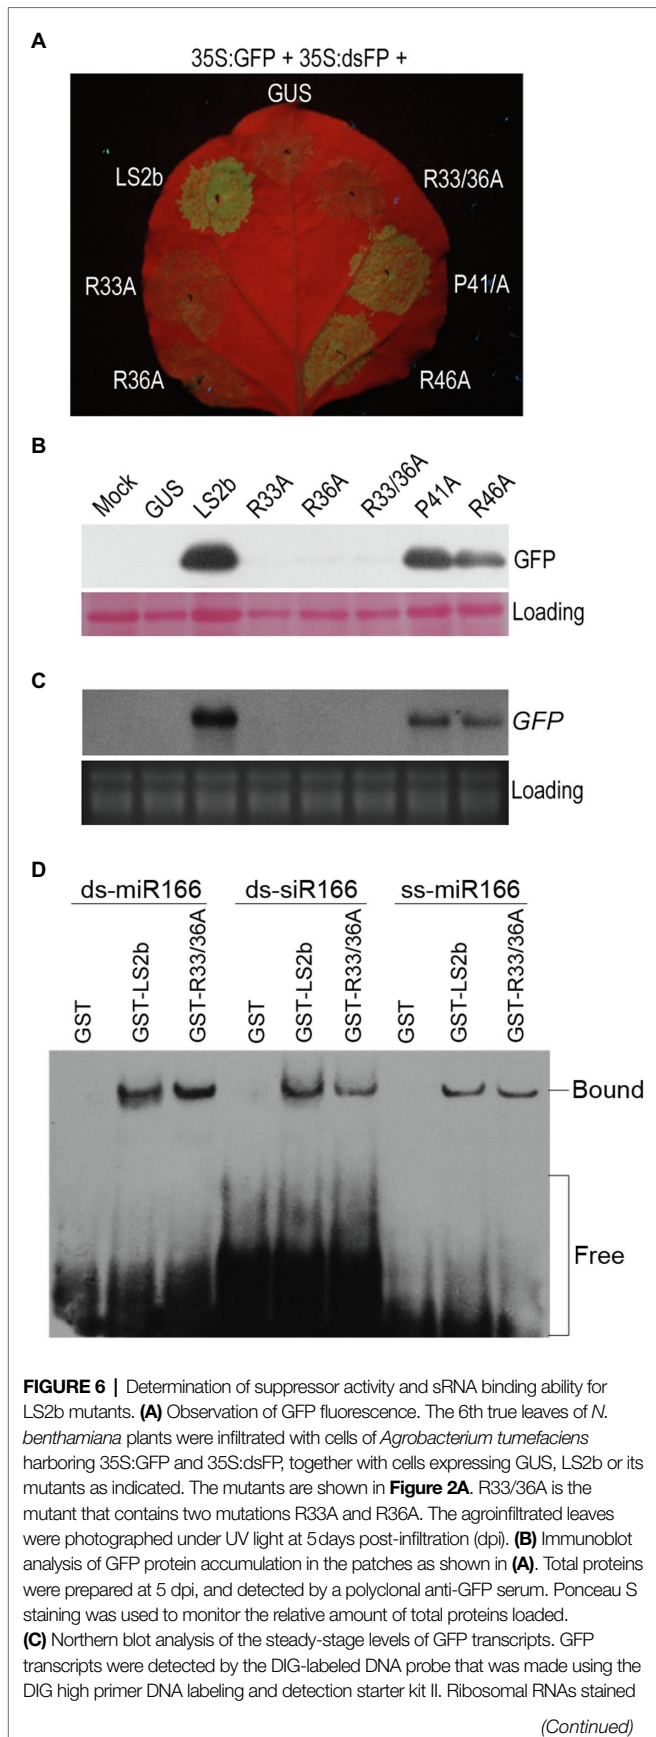 A
35S:GFP + 35S:dsFP +
GUS
LS2b
R33/36A
R33A
P41/A
R36A
R46A
B
Mock GUS LS2b R33A R36A R33/36A P41A R46A
GFP
Loading
C
GFP
Loading
D
ds-miR166 ds-siR166 ss-miR166
GST GST-LS2b GST-R33/36A GST GST-LS2b GST-R33/36A GST GST-LS2b GST-R33/36A
Bound
Free
FIGURE 6 | Determination of suppressor activity and sRNA binding ability for
LS2b mutants. (A) Observation of GFP fluorescence. The 6th true leaves of N.
benthamiana plants were infiltrated with cells of Agrobacterium tumefaciens
harboring 35S:GFP and 35S:dsFP, together with cells expressing GUS, LS2b or its
mutants as indicated. The mutants are shown in Figure 2A. R33/36A is the
mutant that contains two mutations R33A and R36A. The agroinfiltrated leaves
were photographed under UV light at 5 days post-infiltration (dpi). (B) Immunoblot
analysis of GFP protein accumulation in the patches as shown in (A). Total proteins
were prepared at 5 dpi, and detected by a polyclonal anti-GFP serum. Ponceau S
staining was used to monitor the relative amount of total proteins loaded.
(C) Northern blot analysis of the steady-stage levels of GFP transcripts. GFP
transcripts were detected by the DIG-labeled DNA probe that was made using the
DIG high primer DNA labeling and detection starter kit II. Ribosomal RNAs stained
(Continued)